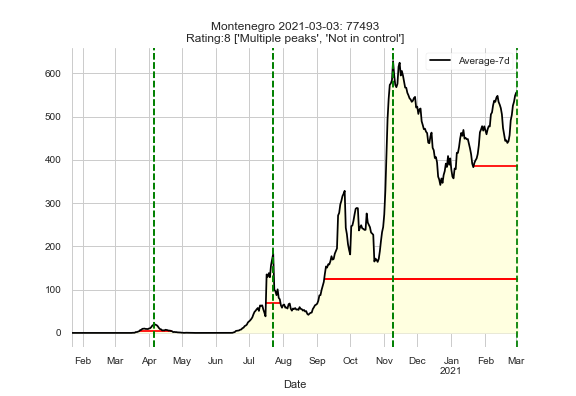 Montenegro 2021-03-03: 77493
Rating:8 ['Multiple peaks', 'Not in control']
Average-7d
600
500
400
300
200
100
0
Feb Mar Apr May Jun Jul Aug Sep Oct Nov Dec Jan Feb Mar
2021
Date